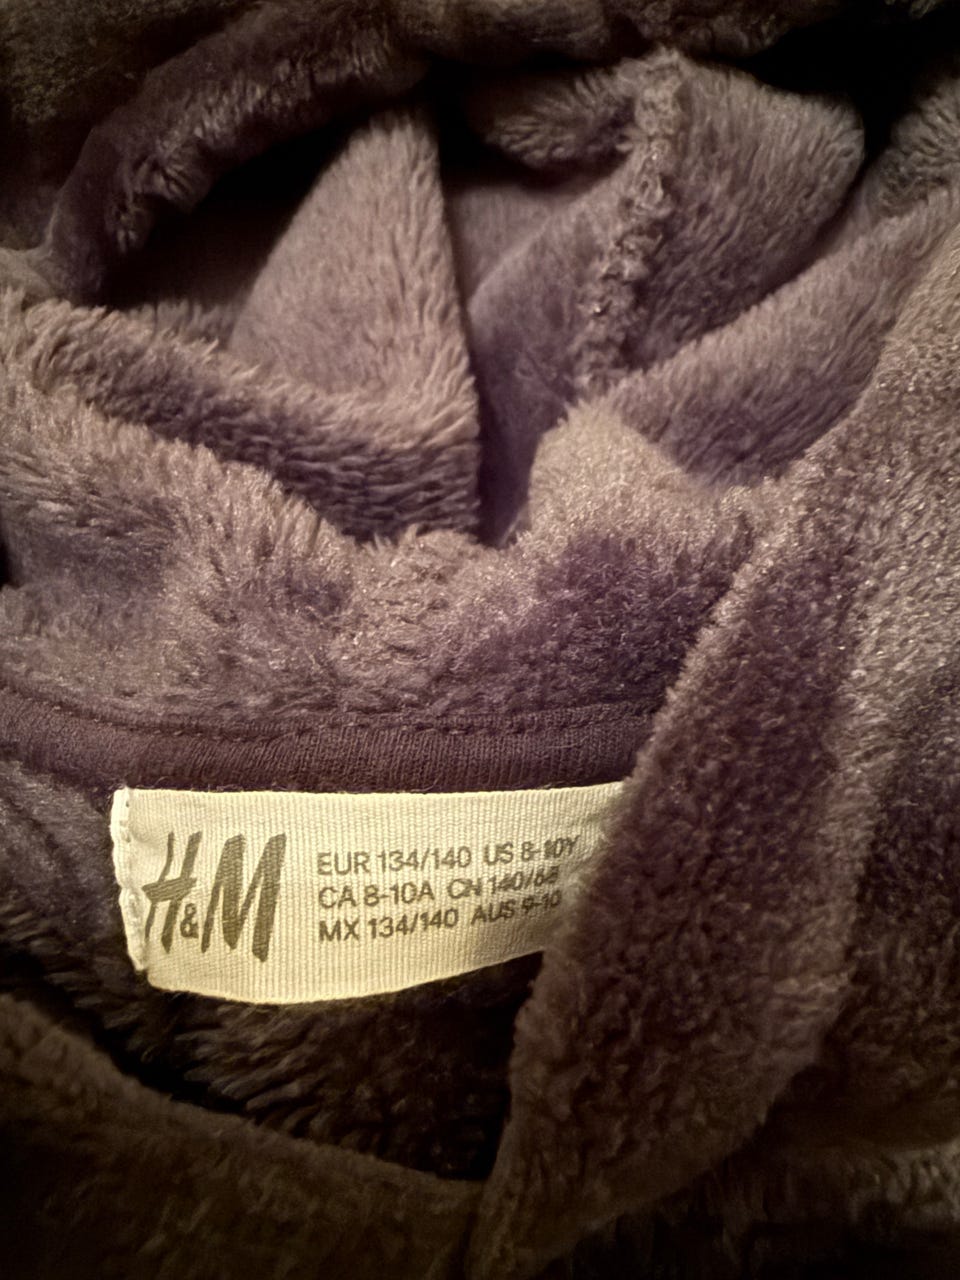 H&M
EUR 134/140 US 8-10Y
CA 8-10A CN 140/68
MX 134/140 AUS 9-10